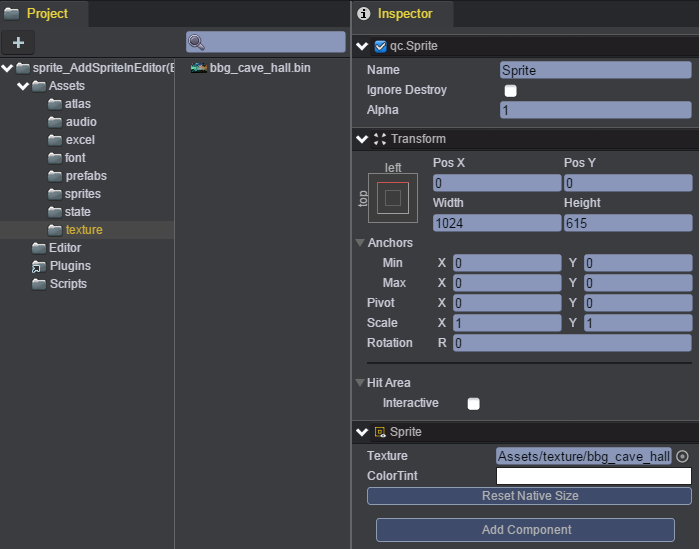 Project
+
sprite_AddSpriteInEditor(E
Assets
atlas
audio
excel
font
prefabs
sprites
state
texture
Editor
Plugins
Scripts
bbg_cave_hall.bin
Inspector
qc.Sprite
Name Sprite
Ignore Destroy
Alpha 1
Transform
left
top
Pos X Pos Y
0 0
Width Height
1024 615
Anchors
Min X 0 Y 0
Max X 0 Y 0
Pivot X 0 Y 0
Scale X 1 Y 1
Rotation R 0
Hit Area
Interactive
Sprite
Texture Assets/texture/bbg_cave_hall
ColorTint
Reset Native Size
Add Component